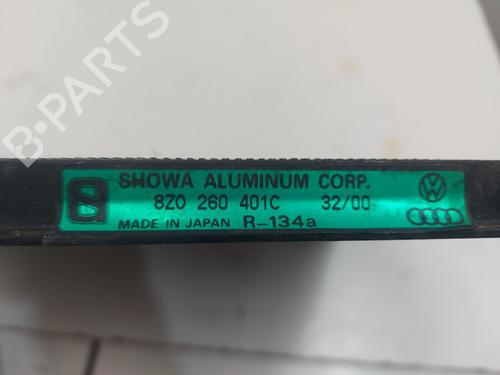 B-PARTS
SHOWA ALUMINUM CORP.
8Z0 260 401C 32/00
MADE IN JAPAN R-134a